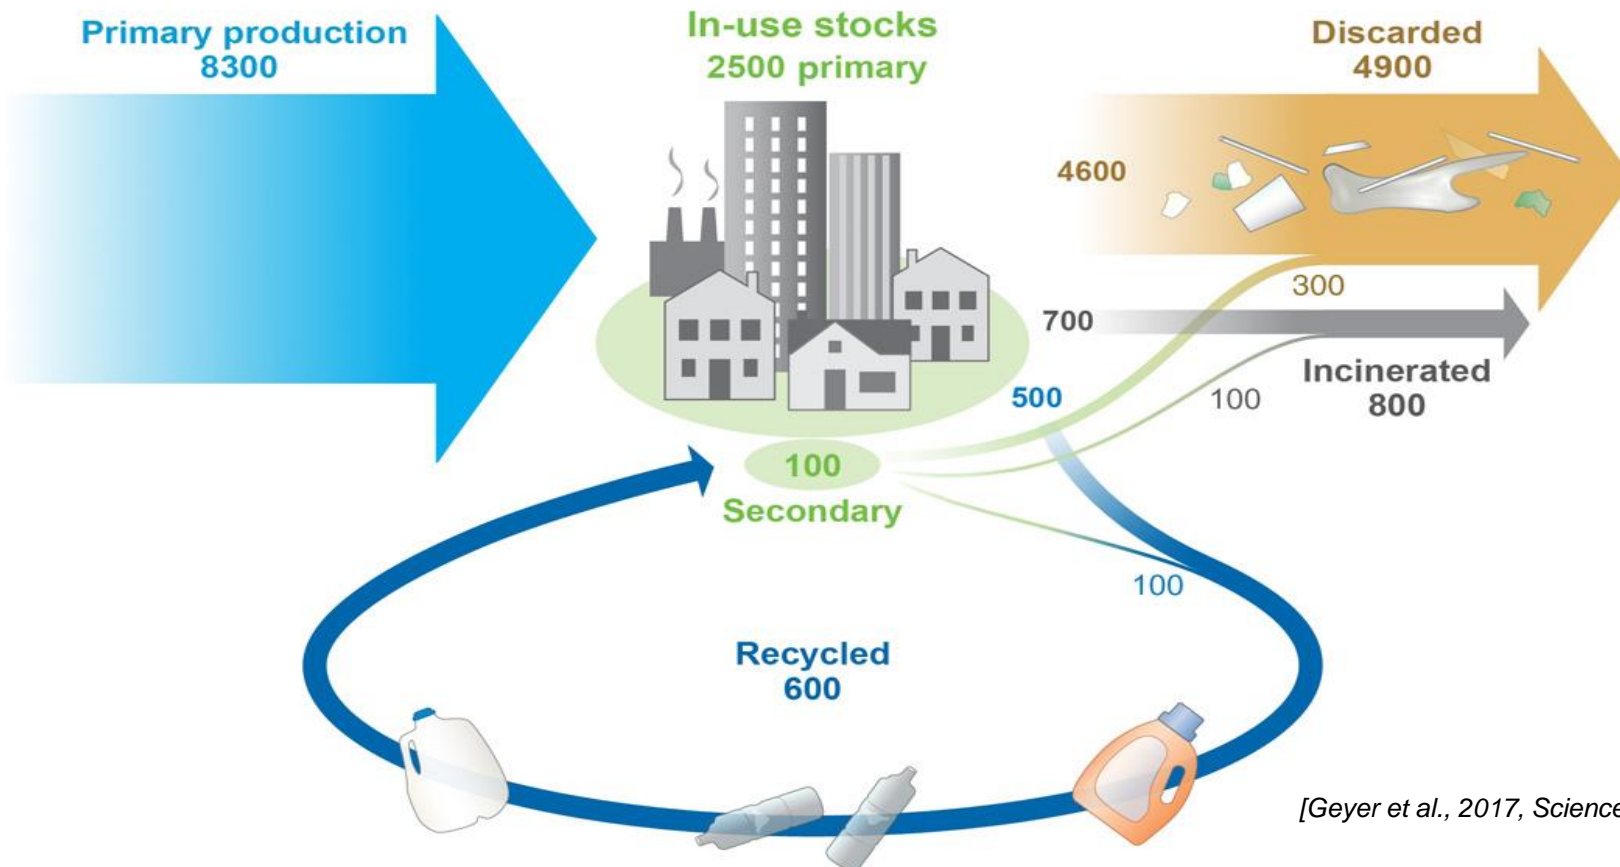 Primary production
8300
In-use stocks
2500 primary
Discarded
4900
4600
300
700
Incinerated
800
100
500
100
Secondary
100
Recycled
600
[Geyer et al., 2017, Science